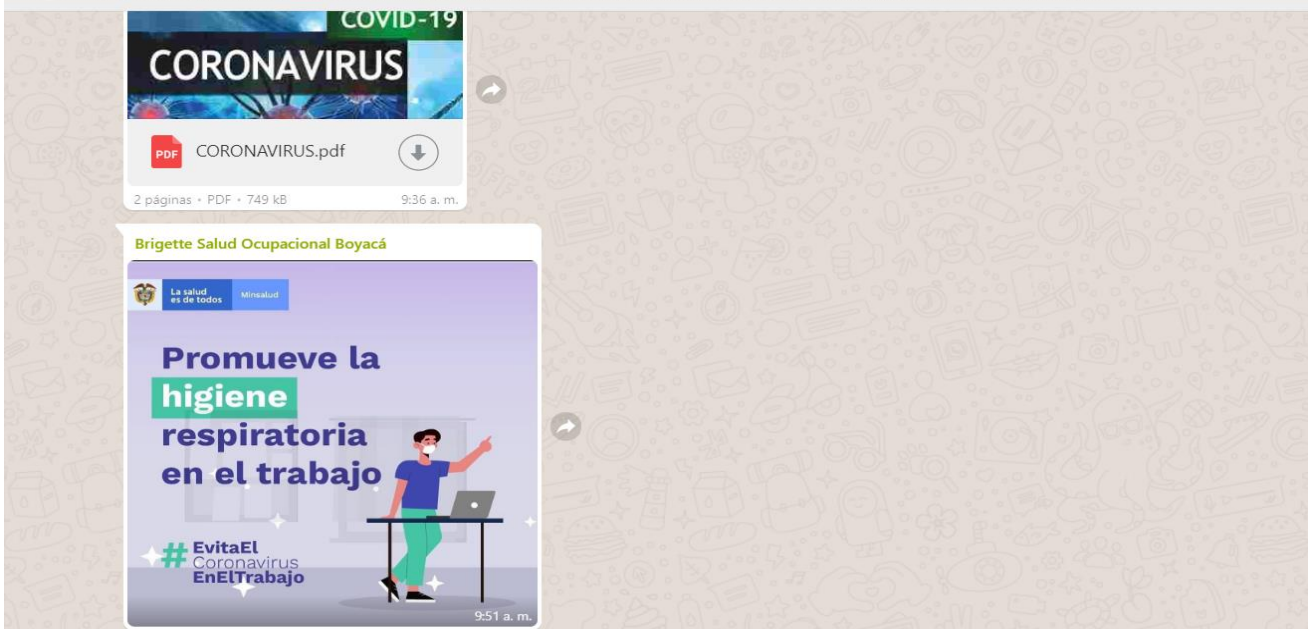 COVID-19
CORONAVIRUS
PDF CORONAVIRUS.pdf
2 páginas • PDF • 749 kB 9:36 a. m.
Brigette Salud Ocupacional Boyacá
La salud
es de todos Minsalud
Promueve la
higiene
respiratoria
en el trabajo
#EvitaEl
Coronavirus
EnElTrabajo
9:51 a. m.